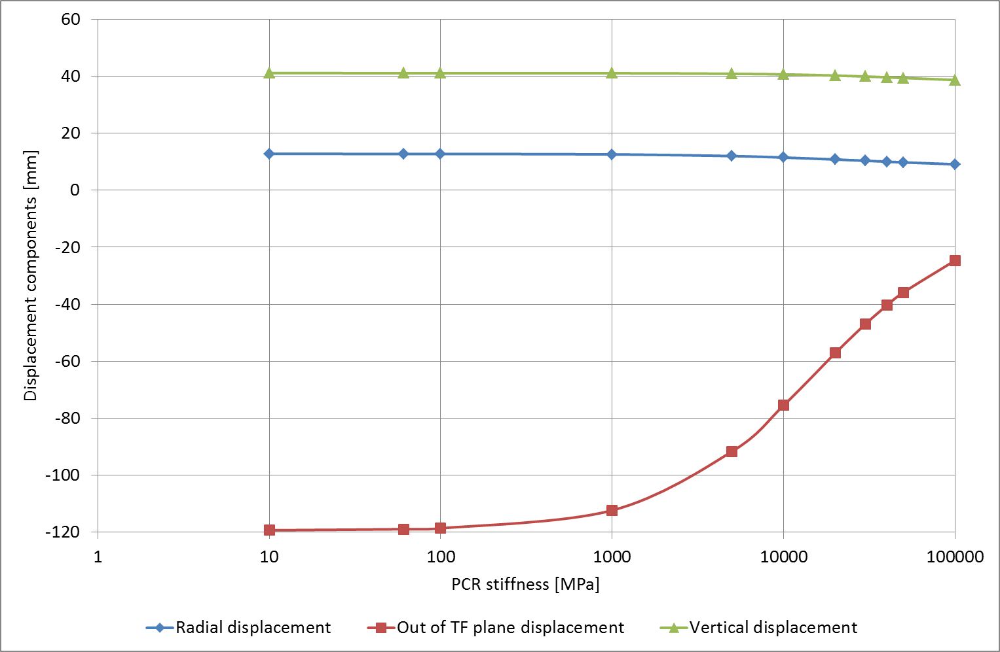 60
40
20
0
-20
-40
-60
-80
-100
-120
Displacement components [mm]
1 10 100 1000 10000 100000
PCR stiffness [MPa]
Radial displacement Out of TF plane displacement Vertical displacement